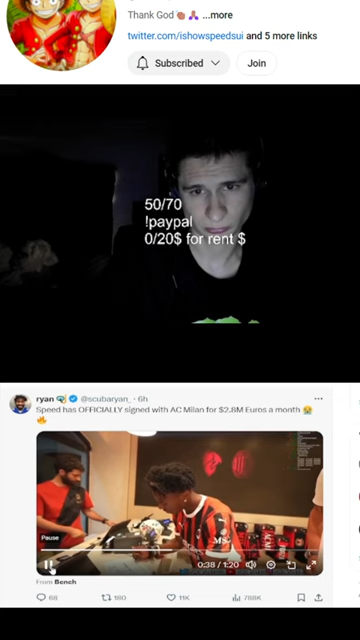 Thank God 👏🏽 🙏🏽 ...more
twitter.com/ishowspeedsui and 5 more links
Subscribed
Join
50/70
!paypal
0/20$ for rent $
ryan 🤿 @scubaryan_ · 6h
Speed has OFFICIALLY signed with AC Milan for $2.8M Euros a month 😭
🔥
Pause
0:38 / 1:20
From Bench
68 180 11K 788K